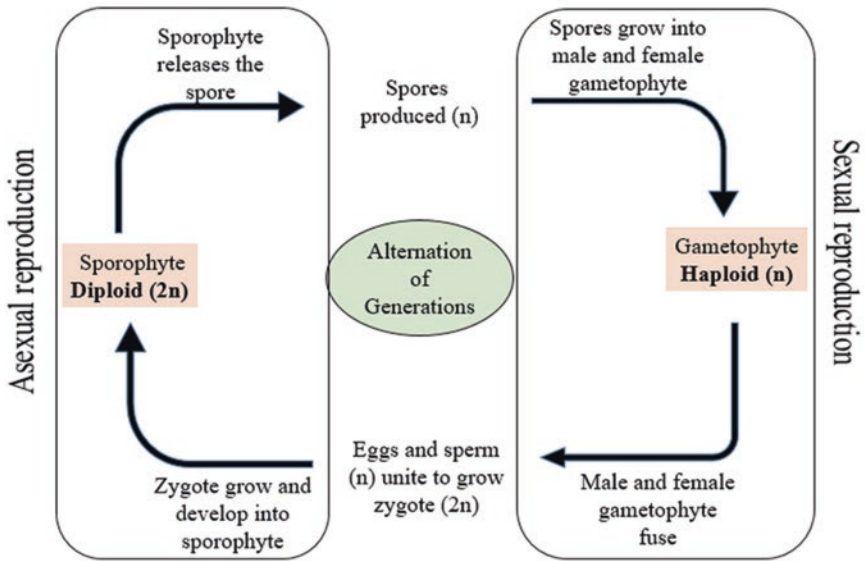 Asexual reproduction
Sporophyte
releases the
spore
Sporophyte
Diploid (2n)
Zygote grow and
develop into
sporophyte
Spores
produced (n)
Alternation
of
Generations
Eggs and sperm
(n) unite to grow
zygote (2n)
Spores grow into
male and female
gametophyte
Gametophyte
Haploid (n)
Male and female
gametophyte
fuse
Sexual reproduction